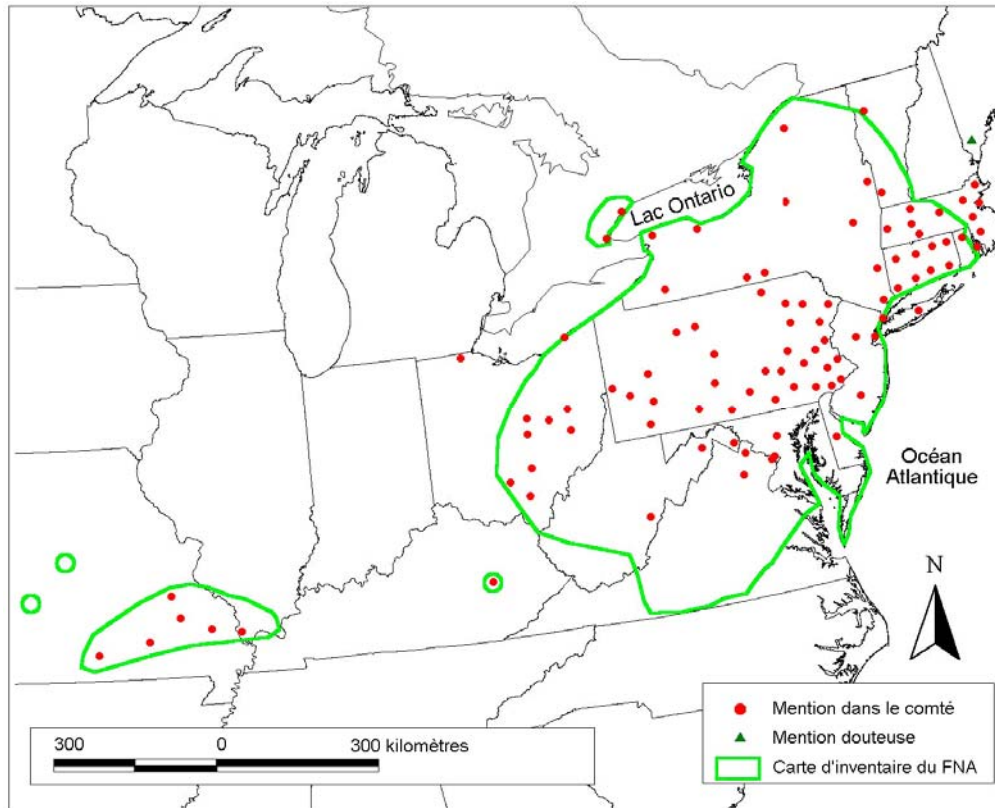 Lac Ontario
Océan
Atlantique
N
Mention dans le comté
Mention douteuse
Carte d'inventaire du FNA
300 0 300 kilomètres